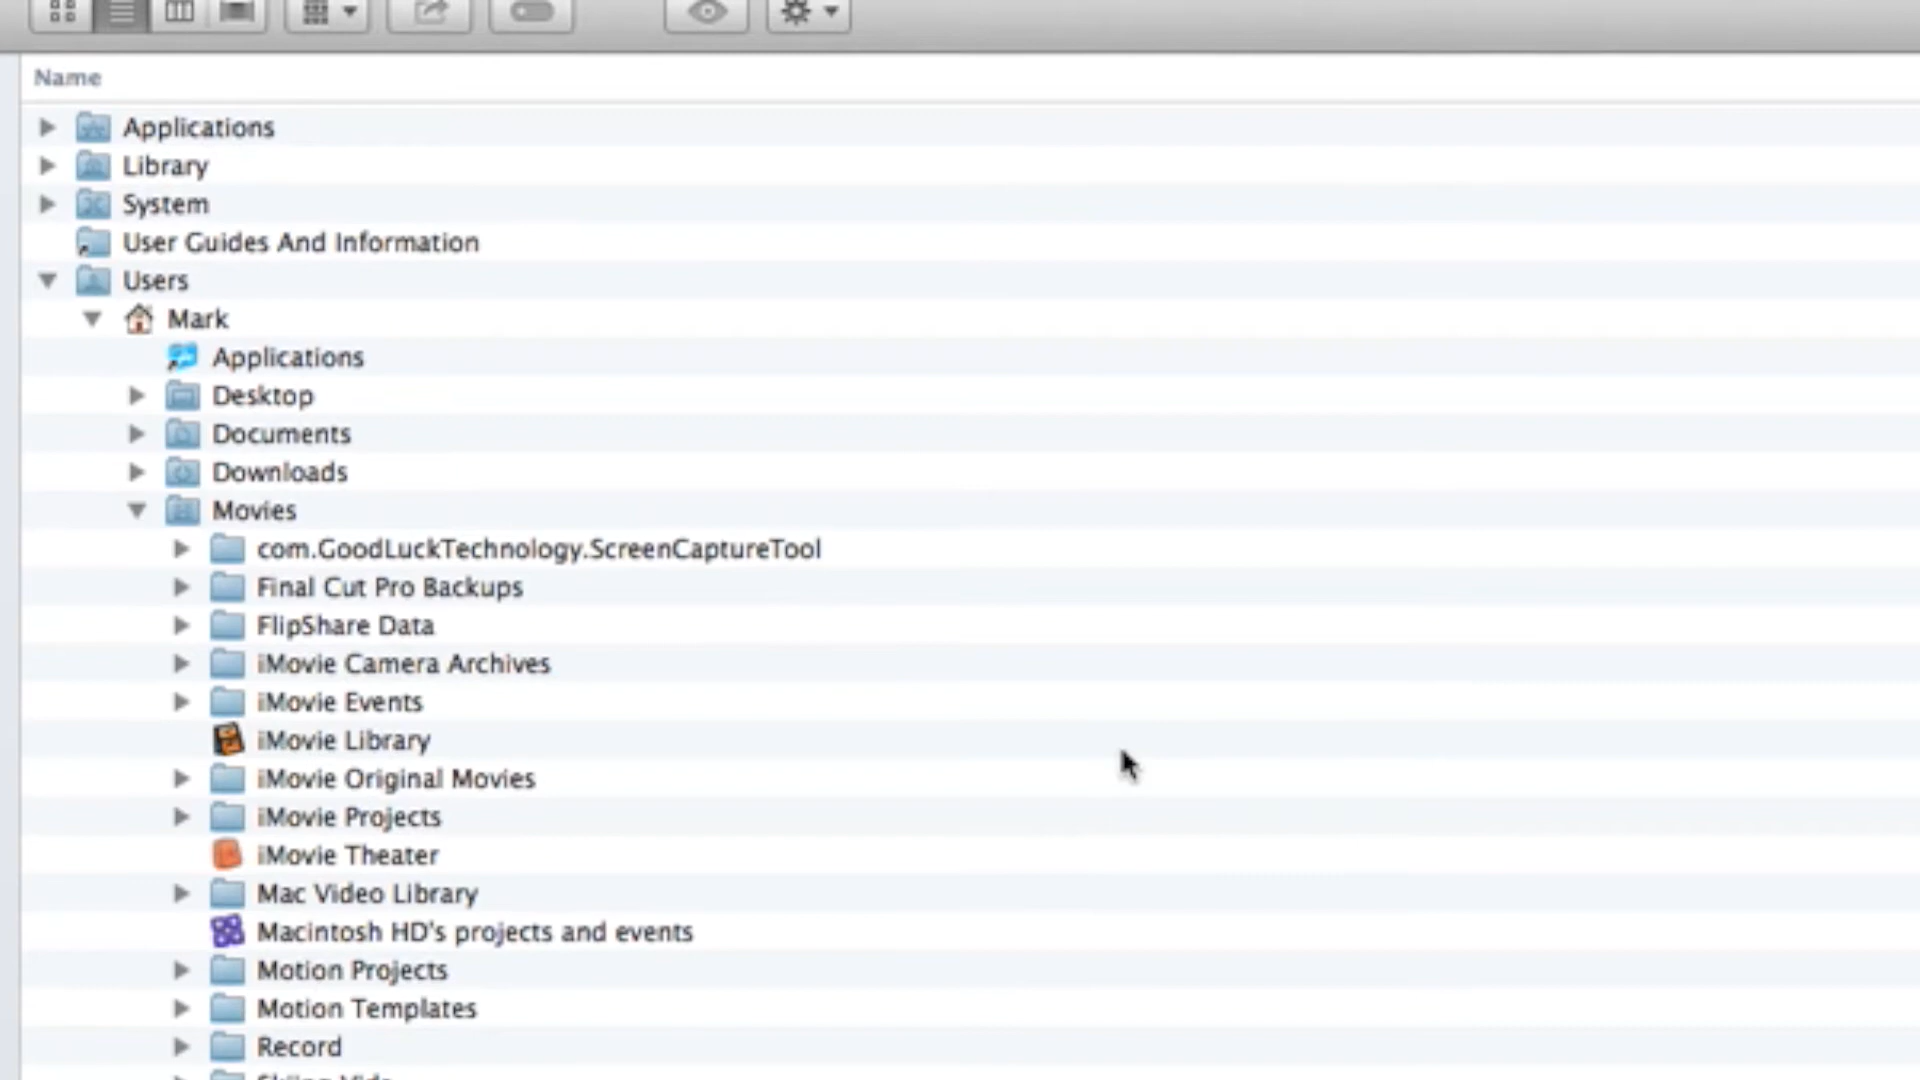 Name
Applications
Library
System
User Guides And Information
Users
Mark
Applications
Desktop
Documents
Downloads
Movies
com.GoodLuckTechnology.ScreenCaptureTool
Final Cut Pro Backups
FlipShare Data
iMovie Camera Archives
iMovie Events
iMovie Library
iMovie Original Movies
iMovie Projects
iMovie Theater
Mac Video Library
Macintosh HD's projects and events
Motion Projects
Motion Templates
Record